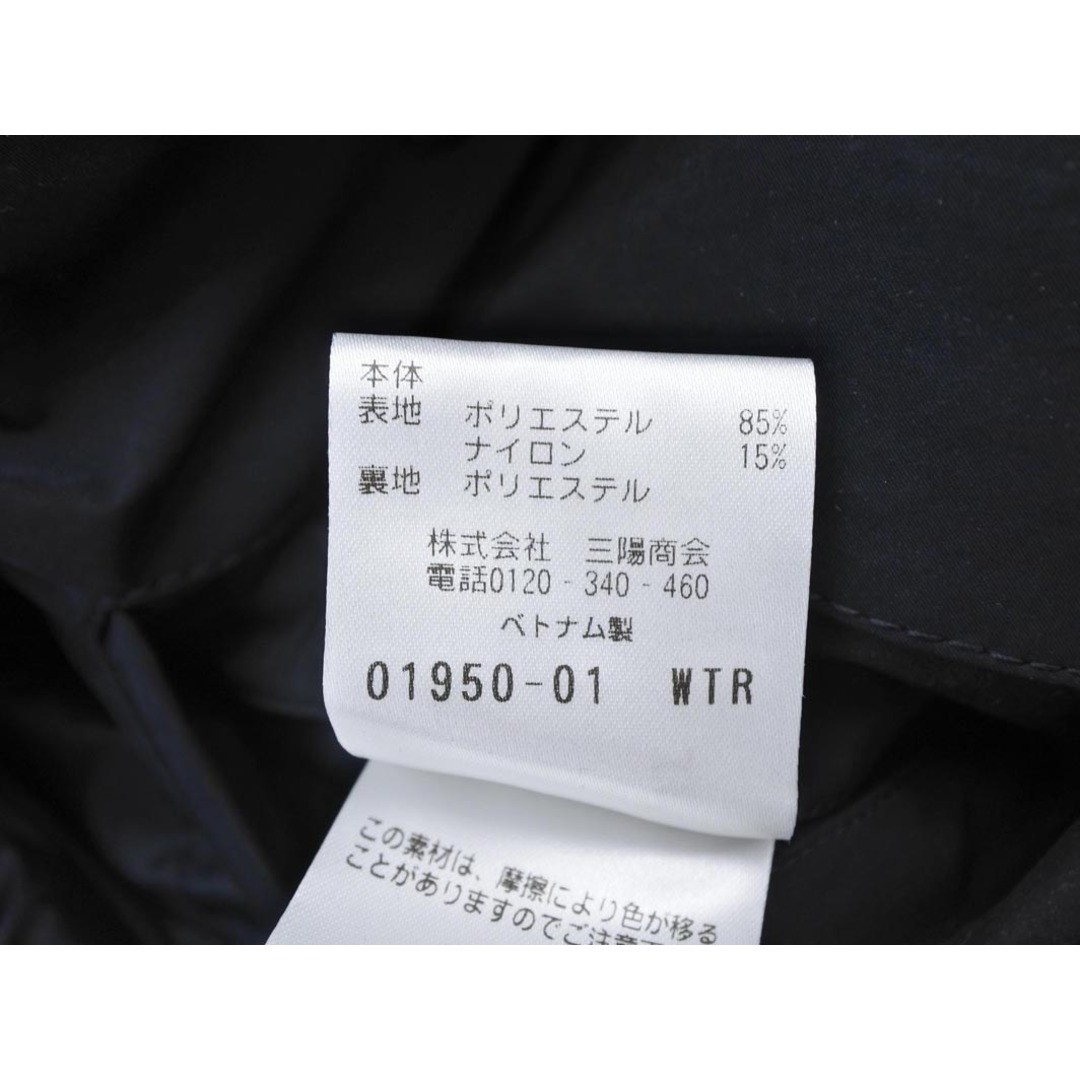 本体
表地 ポリエステル 85%
ナイロン 15%
裏地 ポリエステル
株式会社 三陽商会
電話0120-340-460
ベトナム製
01950-01 WTR
この素材は、摩擦により色が移る
ことがありますのでご注意下